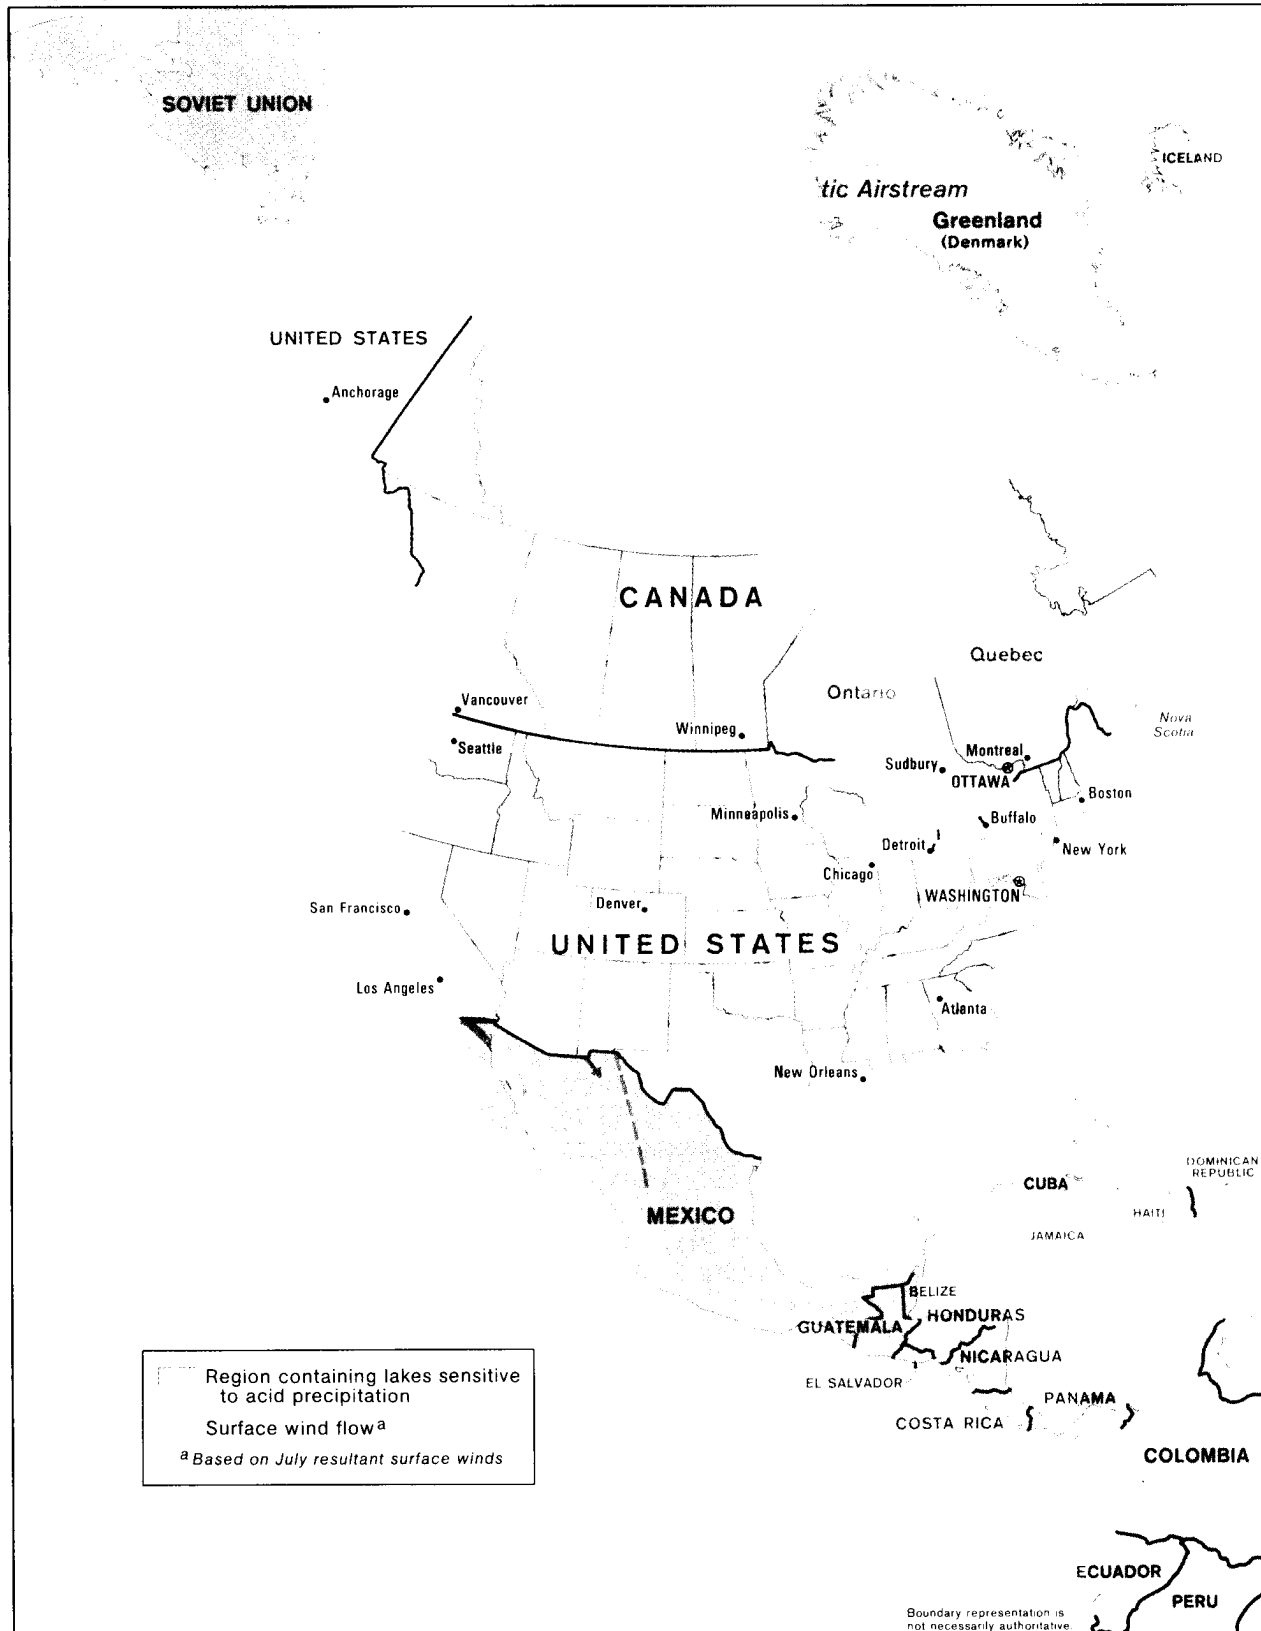 SOVIET UNION
ICELAND
tic Airstream
Greenland
(Denmark)
UNITED STATES
Anchorage
CANADA
Quebec
Ontario
Vancouver
Nova
Scotia
Winnipeg
Seattle
Montreal
Sudbury
OTTAWA
Boston
Minneapolis
Buffalo
Detroit
New York
Chicago
WASHINGTON
San Francisco
Denver
UNITED STATES
Los Angeles
Atlanta
New Orleans
DOMINICAN
REPUBLIC
CUBA
HAITI
MEXICO
JAMAICA
BELIZE
HONDURAS
GUATEMALA
NICARAGUA
EL SALVADOR
PANAMA
COSTA RICA
COLOMBIA
Region containing lakes sensitive
to acid precipitation
Surface wind flow a
a Based on July resultant surface winds
ECUADOR
PERU
Boundary representation is
not necessarily authoritative.